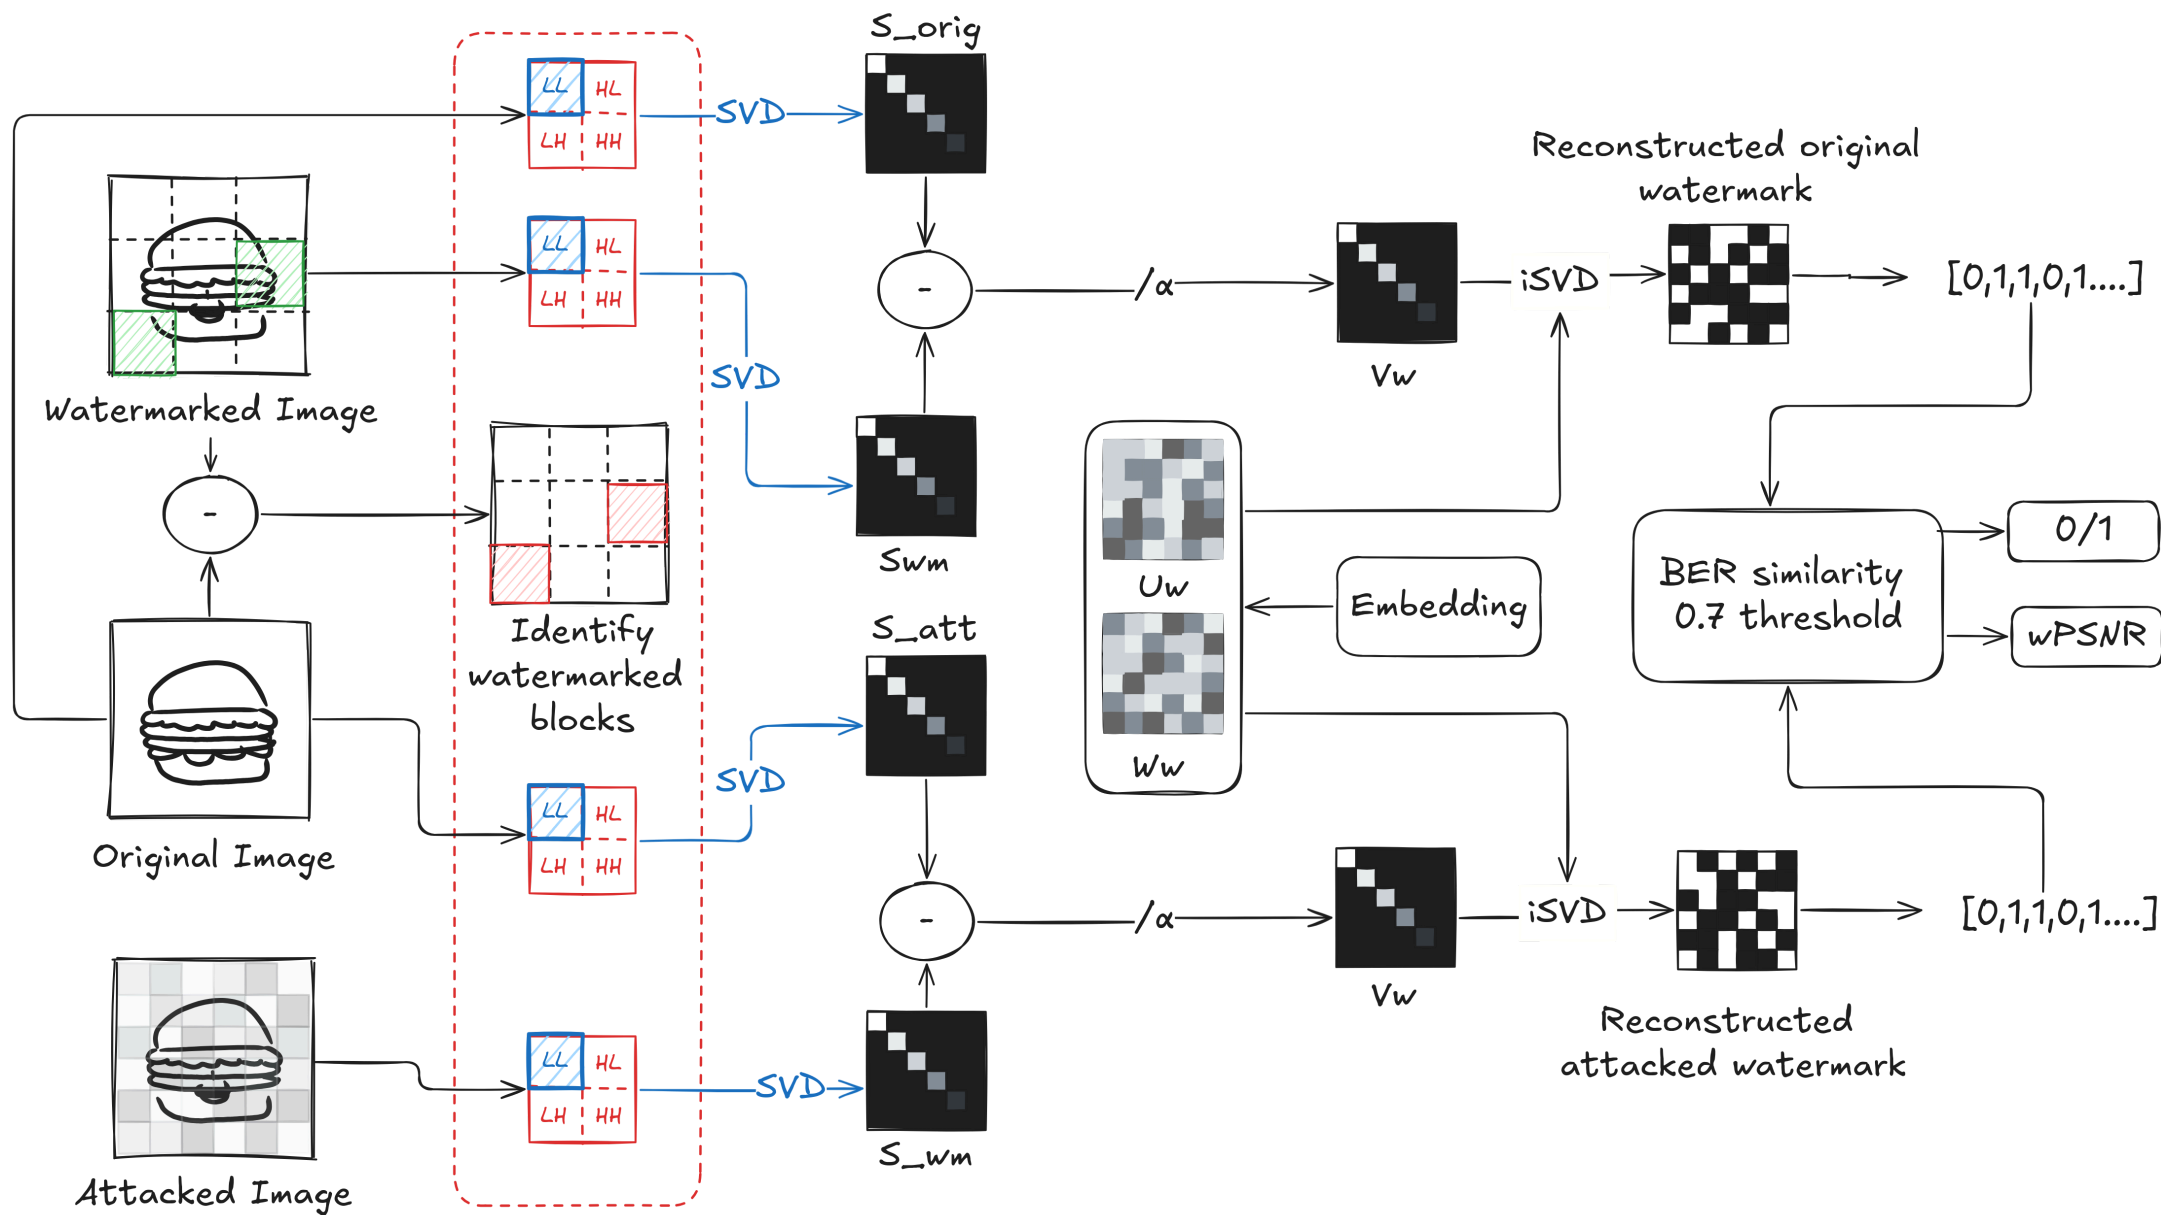 S_orig
LL
HL
LH
HH
SVD
Reconstructed original
watermark
LL
HL
LH
HH
-
/α
iSVD
[0,1,1,0,1....]
Vw
SVD
Watermarked Image
-
Swm
Identify
watermarked
blocks
Uw
Ww
Embedding
BER similarity
0.7 threshold
0/1
wPSNR
S_att
LL
HL
LH
HH
SVD
Original Image
-
/α
iSVD
[0,1,1,0,1....]
Vw
Reconstructed
attacked watermark
LL
HL
LH
HH
SVD
S_wm
Attacked Image